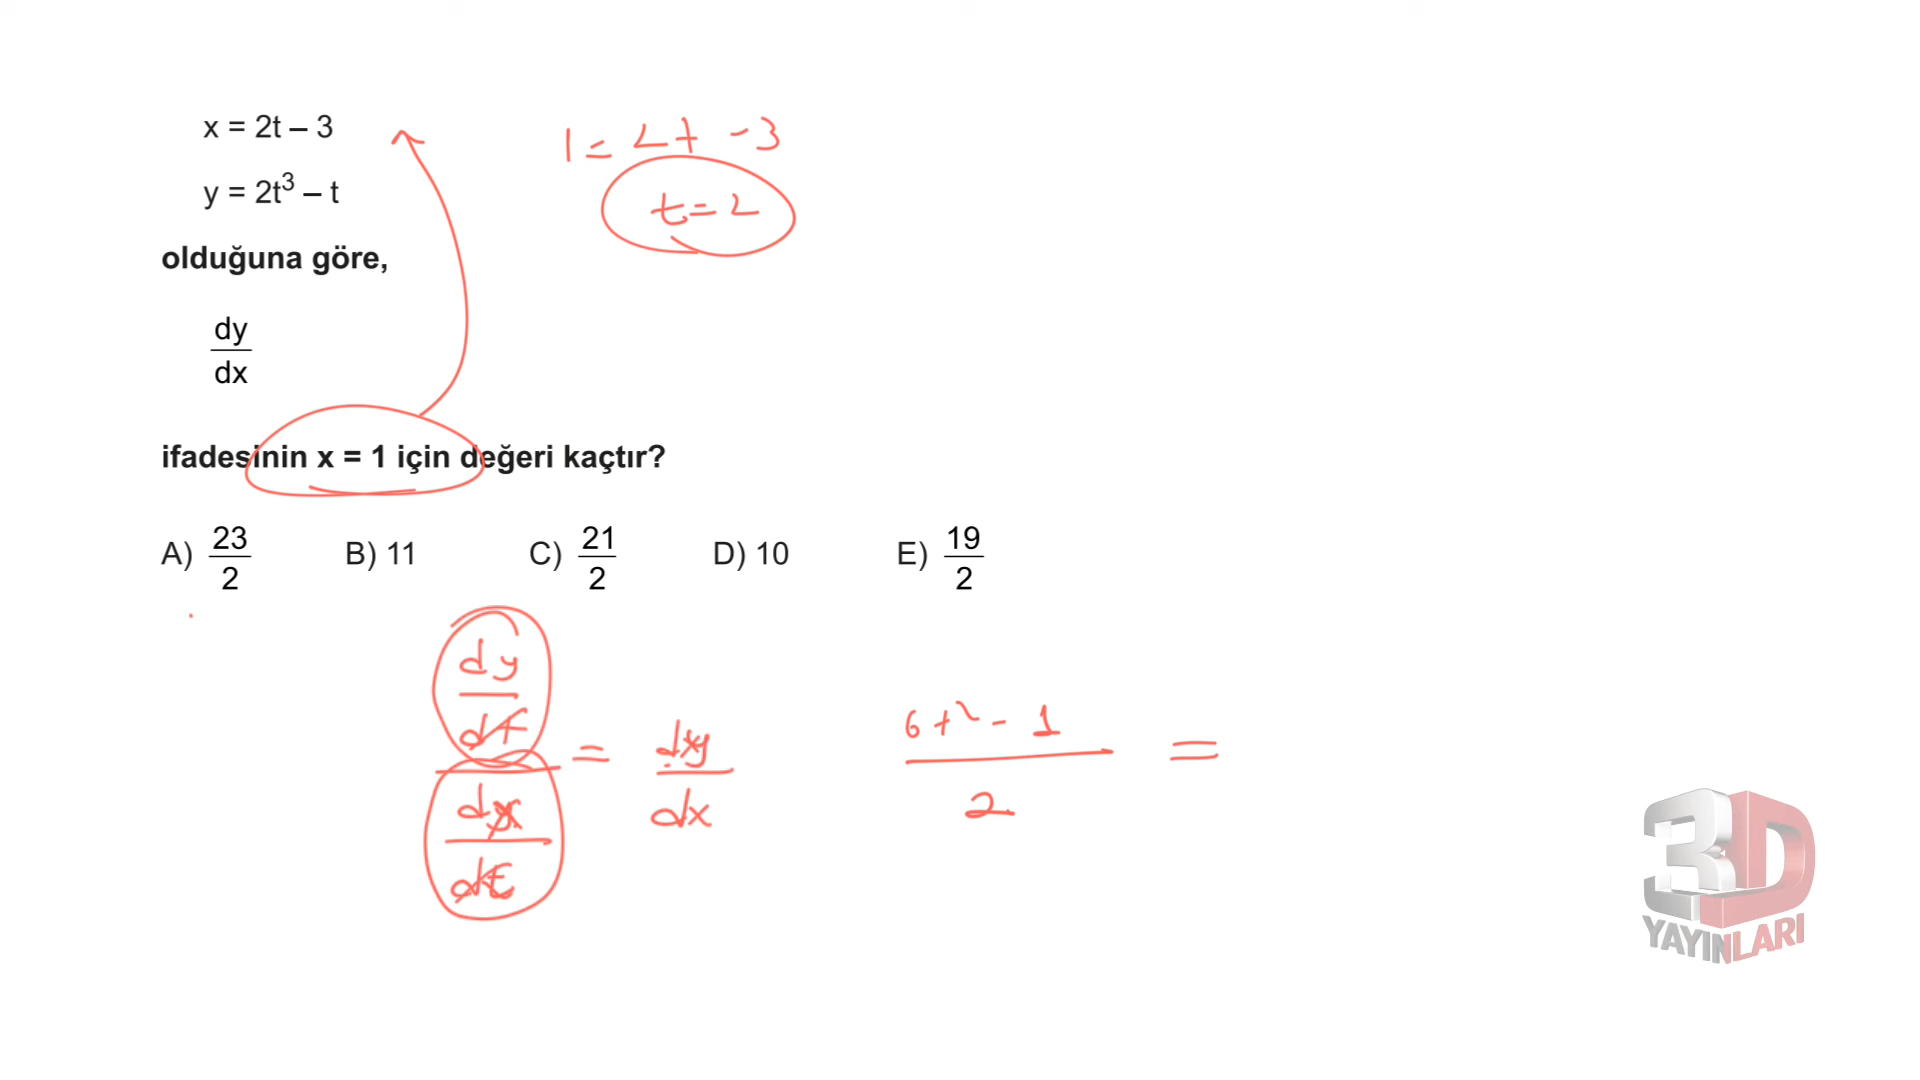 x = 2t – 3
y = 2t³ – t
olduğuna göre,
dy
dx
ifadesinin x = 1 için değeri kaçtır?
A) 23/2 B) 11 C) 21/2 D) 10 E) 19/2
1 = 2t - 3
t = 2
dy
dt
dx
dt
=
dy
dx
6t² - 1
2
=
3D
YAYINLARI